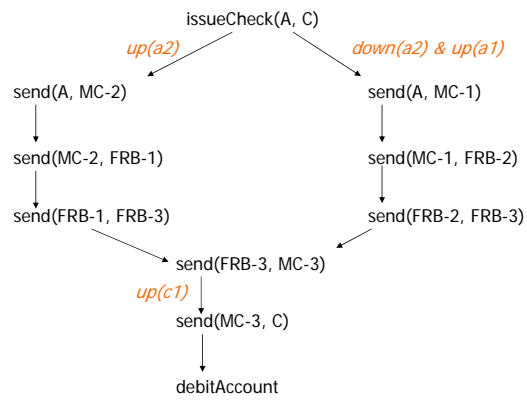 issueCheck(A, C)
up(a2)
down(a2) & up(a1)
send(A, MC-2)
send(A, MC-1)
send(MC-2, FRB-1)
send(MC-1, FRB-2)
send(FRB-1, FRB-3)
send(FRB-2, FRB-3)
send(FRB-3, MC-3)
up(c1)
send(MC-3, C)
debitAccount